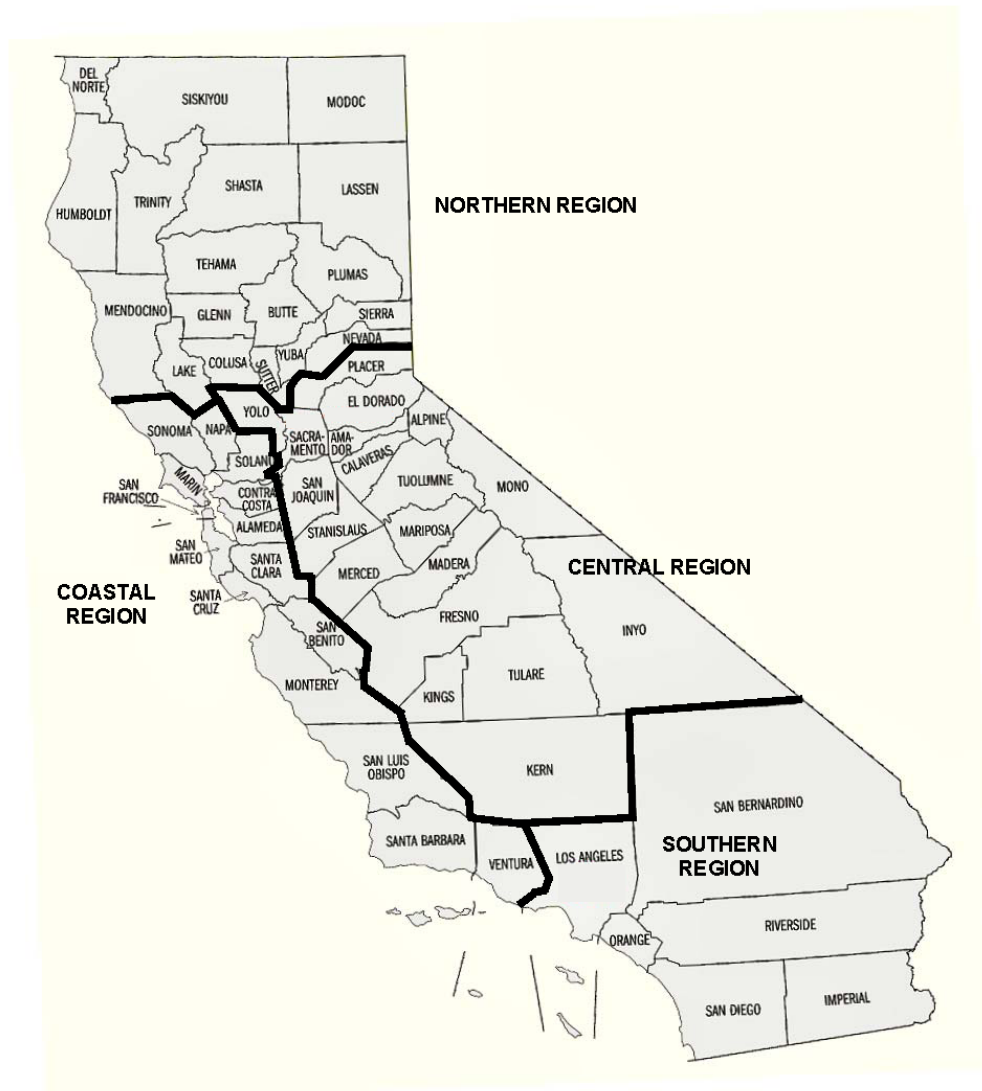 DEL
NORTE
SISKIYOU
MODOC
HUMBOLDT
TRINITY
SHASTA
LASSEN
NORTHERN REGION
TEHAMA
PLUMAS
MENDOCINO
GLENN
BUTTE
SIERRA
NEVADA
LAKE
COLUSA
SUTTER
YUBA
PLACER
EL DORADO
SONOMA
NAPA
YOLO
SACRA-
MENTO
AMA-
DOR
ALPINE
CALAVERAS
SOLANO
MARIN
SAN
FRANCISCO
CONTRA
COSTA
SAN
JOAQUIN
TUOLUMNE
MONO
ALAMEDA
STANISLAUS
MARIPOSA
SAN
MATEO
SANTA
CLARA
MERCED
MADERA
CENTRAL REGION
COASTAL
REGION
SANTA
CRUZ
SAN
BENITO
FRESNO
INYO
MONTEREY
KINGS
TULARE
SAN LUIS
OBISPO
KERN
SAN BERNARDINO
SANTA BARBARA
VENTURA
LOS ANGELES
SOUTHERN
REGION
ORANGE
RIVERSIDE
SAN DIEGO
IMPERIAL